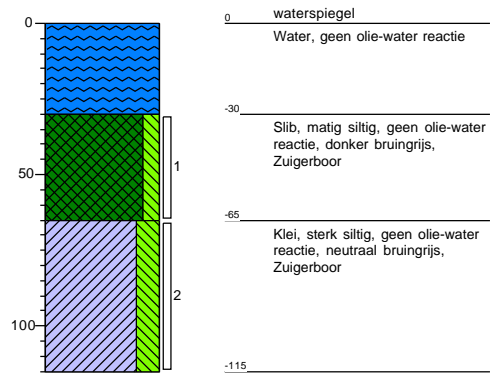 0
50
100
1
2
0
waterspiegel
Water, geen olie-water reactie
-30
Slib, matig siltig, geen olie-water
reactie, donker bruingrijs,
Zuigerboor
-65
Klei, sterk siltig, geen olie-water
reactie, neutraal bruingrijs,
Zuigerboor
-115